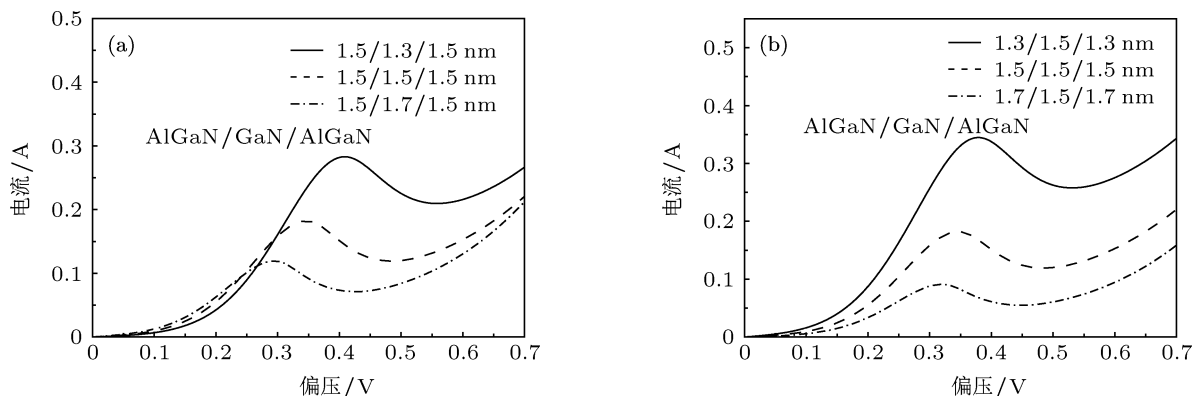 (a)
1.5/1.3/1.5 nm
1.5/1.5/1.5 nm
1.5/1.7/1.5 nm
AlGaN/GaN/AlGaN
0.5
0.4
0.3
0.2
0.1
0
电流/A
0 0.1 0.2 0.3 0.4 0.5 0.6 0.7
偏压/V
(b)
1.3/1.5/1.3 nm
1.5/1.5/1.5 nm
1.7/1.5/1.7 nm
AlGaN/GaN/AlGaN
0.5
0.4
0.3
0.2
0.1
0
电流/A
0 0.1 0.2 0.3 0.4 0.5 0.6 0.7
偏压/V